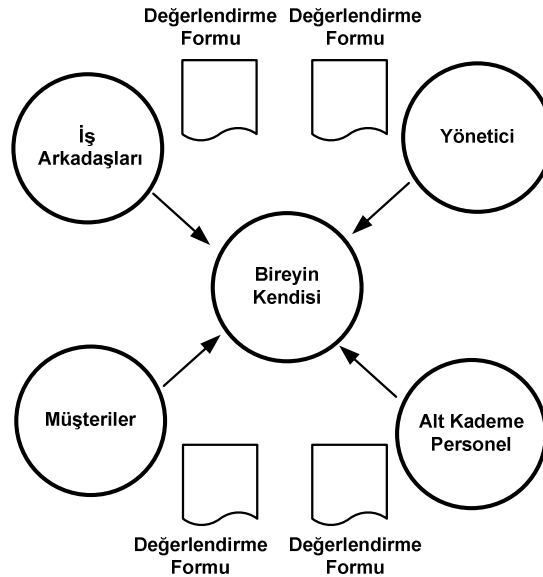 Değerlendirme
Formu
Değerlendirme
Formu
İş
Arkadaşları
Yönetici
Bireyin
Kendisi
Müşteriler
Alt Kademe
Personel
Değerlendirme
Formu
Değerlendirme
Formu